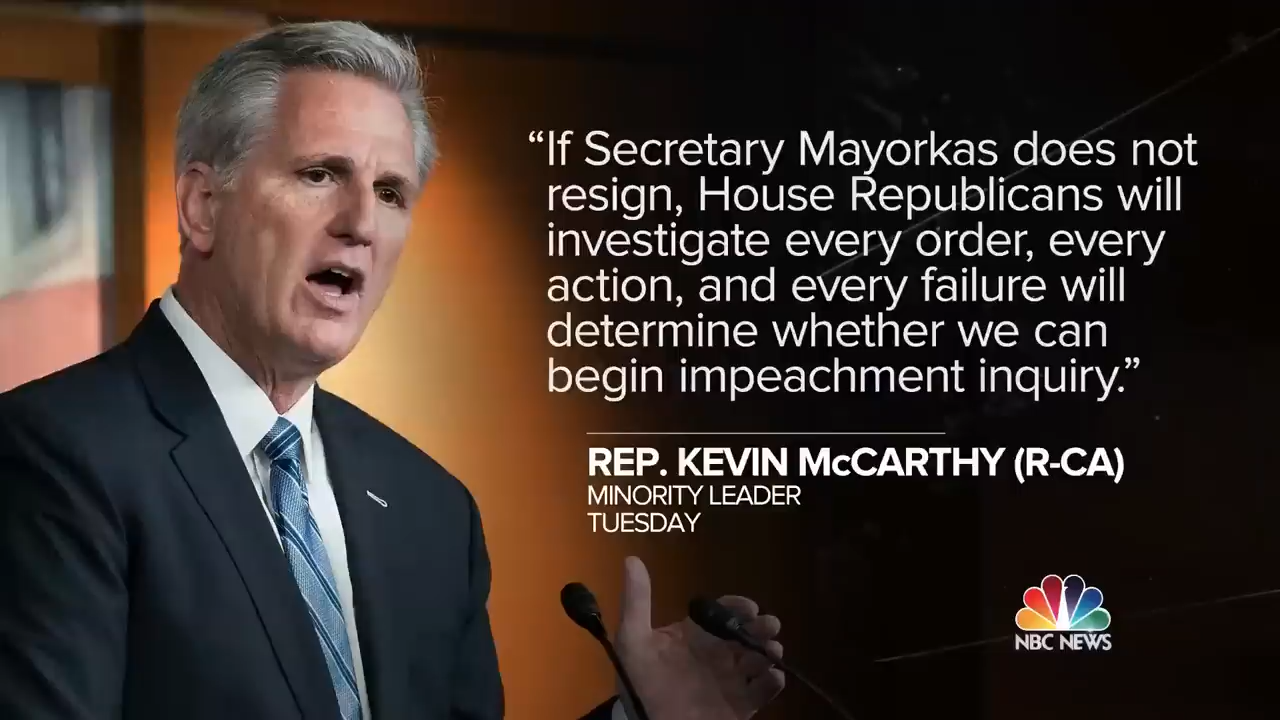 “If Secretary Mayorkas does not
resign, House Republicans will
investigate every order, every
action, and every failure will
determine whether we can
begin impeachment inquiry.”
REP. KEVIN McCARTHY (R-CA)
MINORITY LEADER
TUESDAY
NBC NEWS